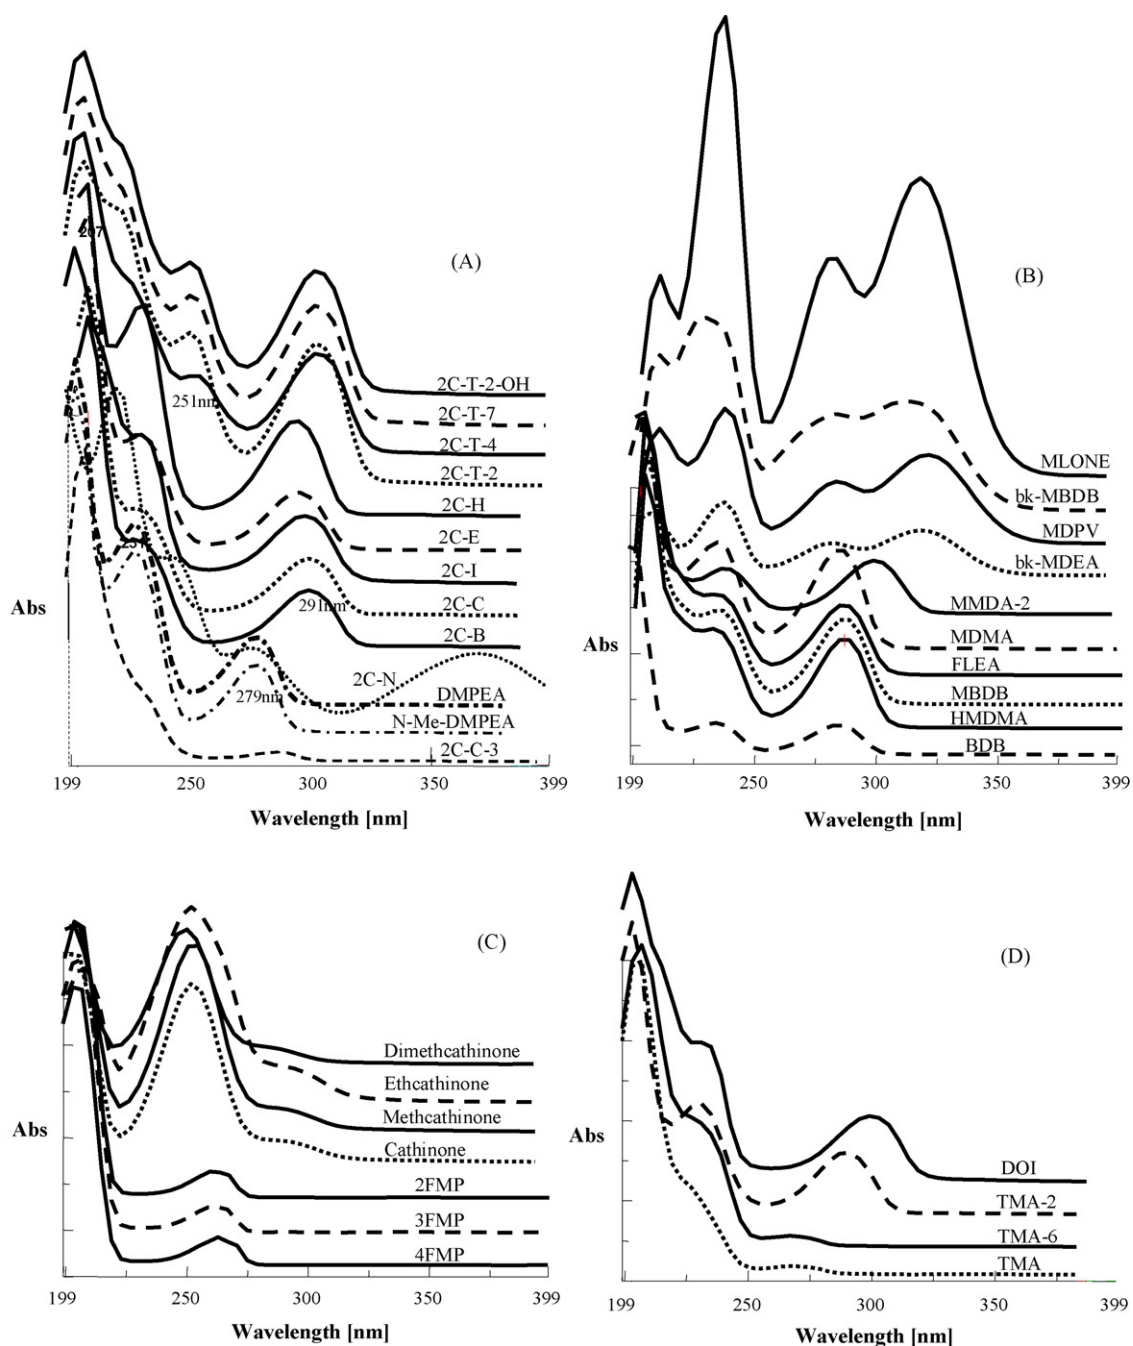 (A)
207
251nm
2C-T-2-OH
2C-T-7
2C-T-4
2C-T-2
2C-H
2C-E
2C-I
2C-C
291nm
2C-B
2C-N
DMPEA
279nm
N-Me-DMPEA
2C-C-3
Abs
199 250 300 350 399
Wavelength [nm]
(B)
MLONE
bk-MBDB
MDPV
bk-MDEA
MMDA-2
MDMA
FLEA
MBDB
HMDMA
BDB
Abs
199 250 300 350 399
Wavelength [nm]
(C)
Dimethcathinone
Ethcathinone
Methcathinone
Cathinone
2FMP
3FMP
4FMP
Abs
199 250 300 350 399
Wavelength [nm]
(D)
DOI
TMA-2
TMA-6
TMA
Abs
199 250 300 350 399
Wavelength [nm]